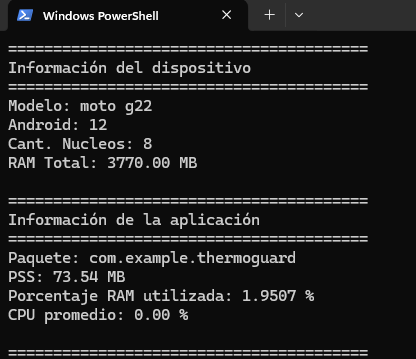 Windows PowerShell
========================================
Información del dispositivo
========================================
Modelo: moto g22
Android: 12
Cant. Nucleos: 8
RAM Total: 3770.00 MB
========================================
Información de la aplicación
========================================
Paquete: com.example.thermoguard
PSS: 73.54 MB
Porcentaje RAM utilizada: 1.9507 %
CPU promedio: 0.00 %
========================================